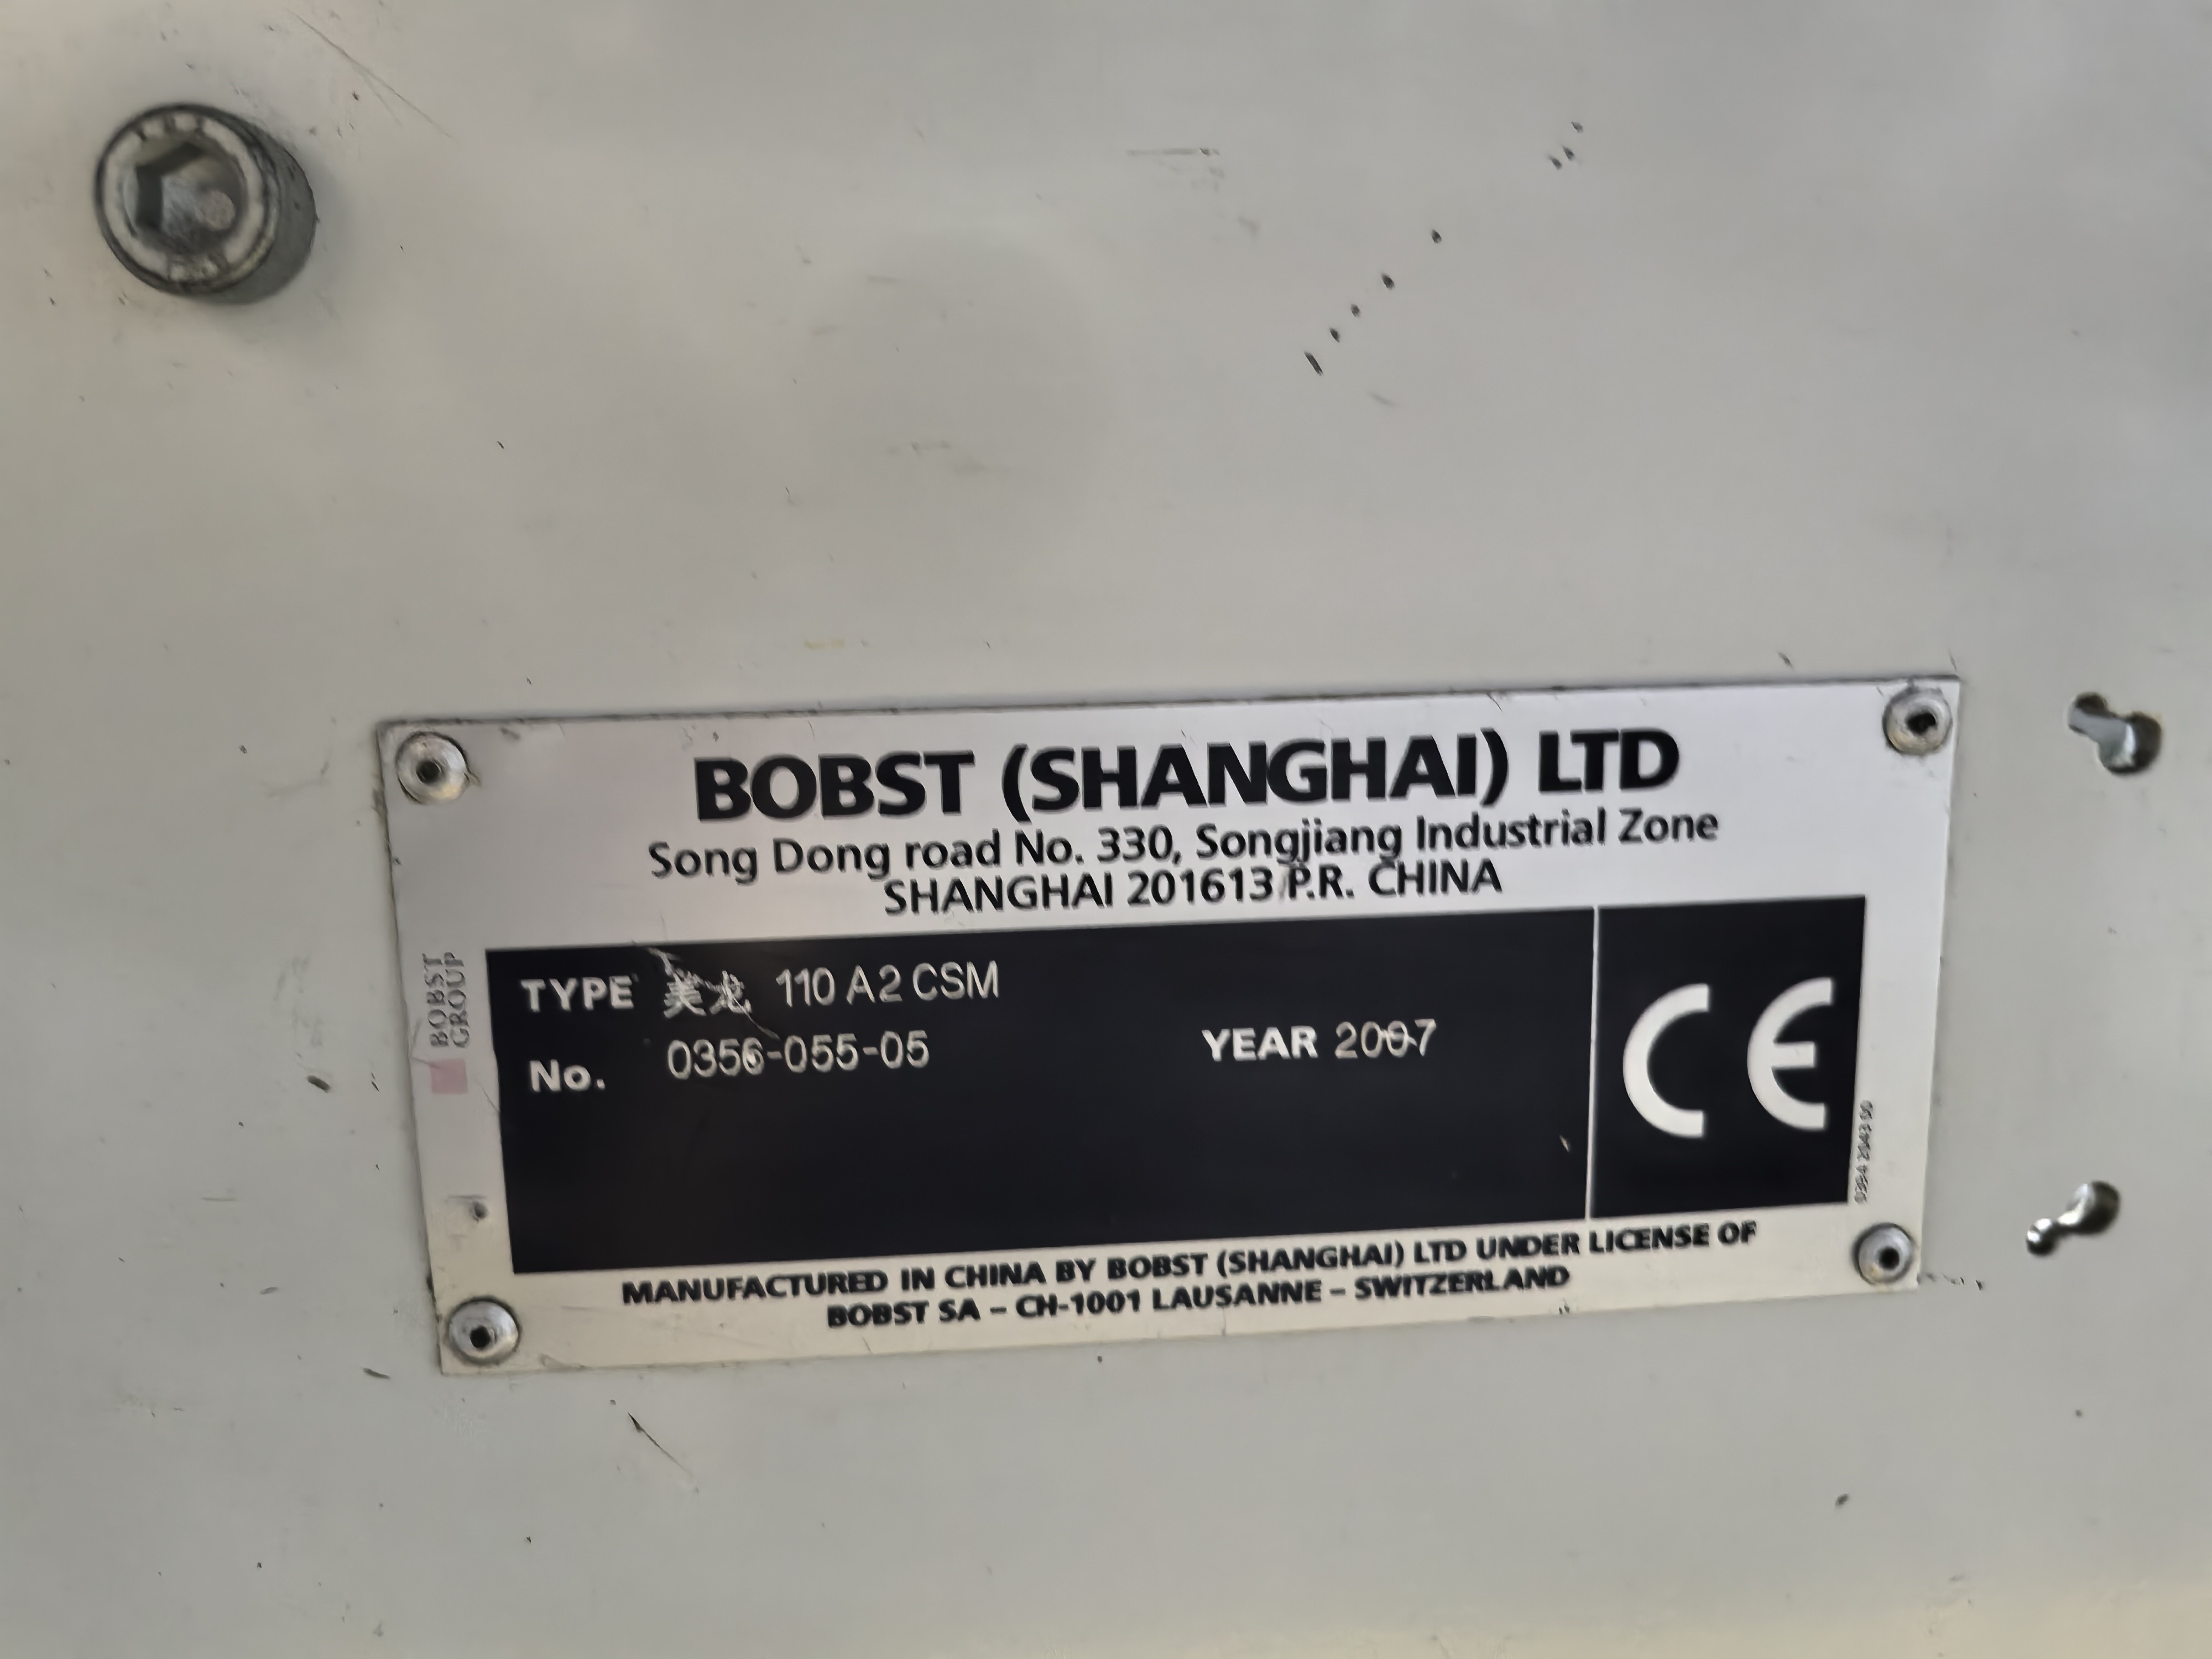 BOBST (SHANGHAI) LTD
Song Dong road No. 330, Songjiang Industrial Zone
SHANGHAI 201613 P.R. CHINA
BOBST
GROUP
TYPE 美龙 110 A2 CSM
No. 0356-055-05
YEAR 2007
CE
MANUFACTURED IN CHINA BY BOBST (SHANGHAI) LTD UNDER LICENSE OF
BOBST SA – CH-1001 LAUSANNE – SWITZERLAND